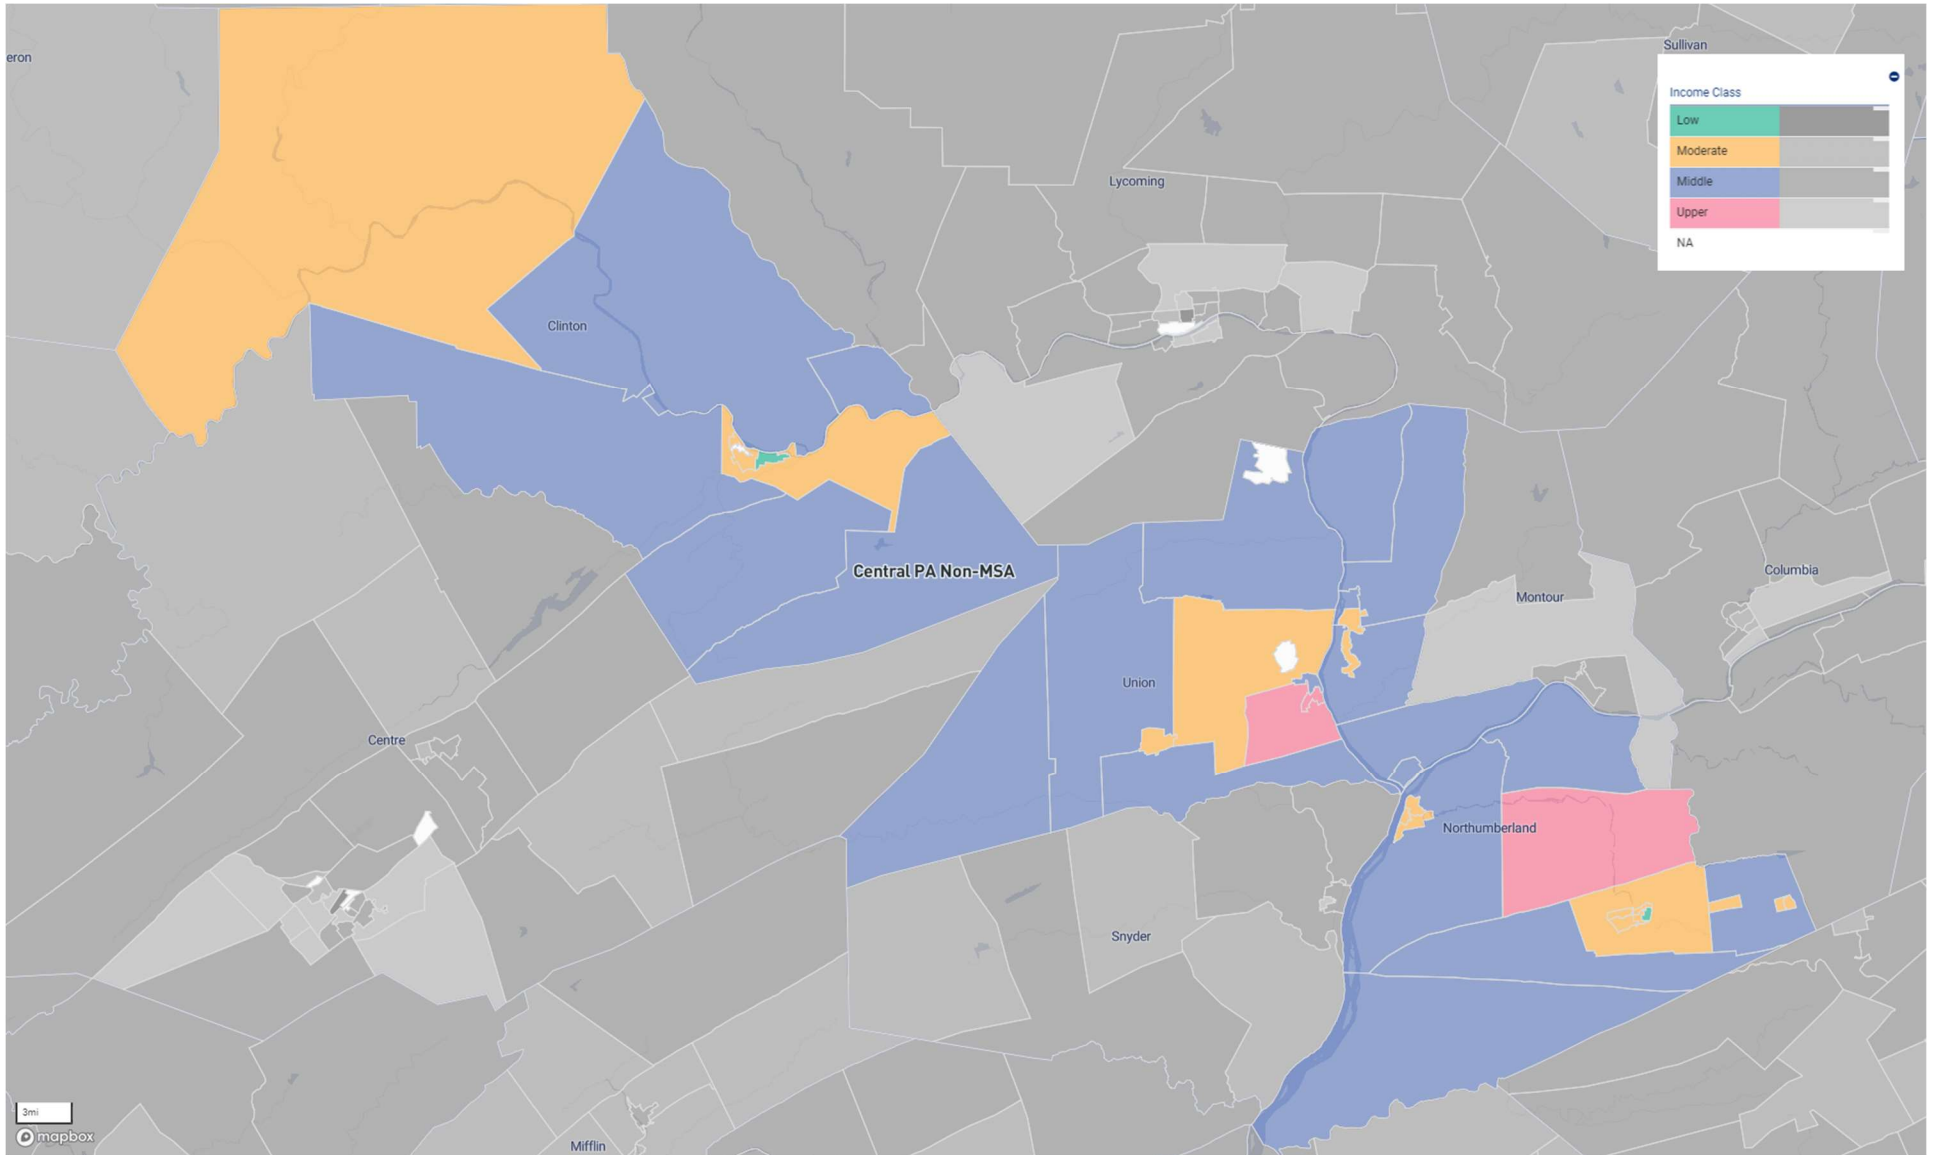 eron
Sullivan
Income Class
Low
Moderate
Middle
Upper
NA
Lycoming
Clinton
Central PA Non-MSA
Columbia
Montour
Union
Centre
Northumberland
Snyder
3mi
mapbox
Mifflin